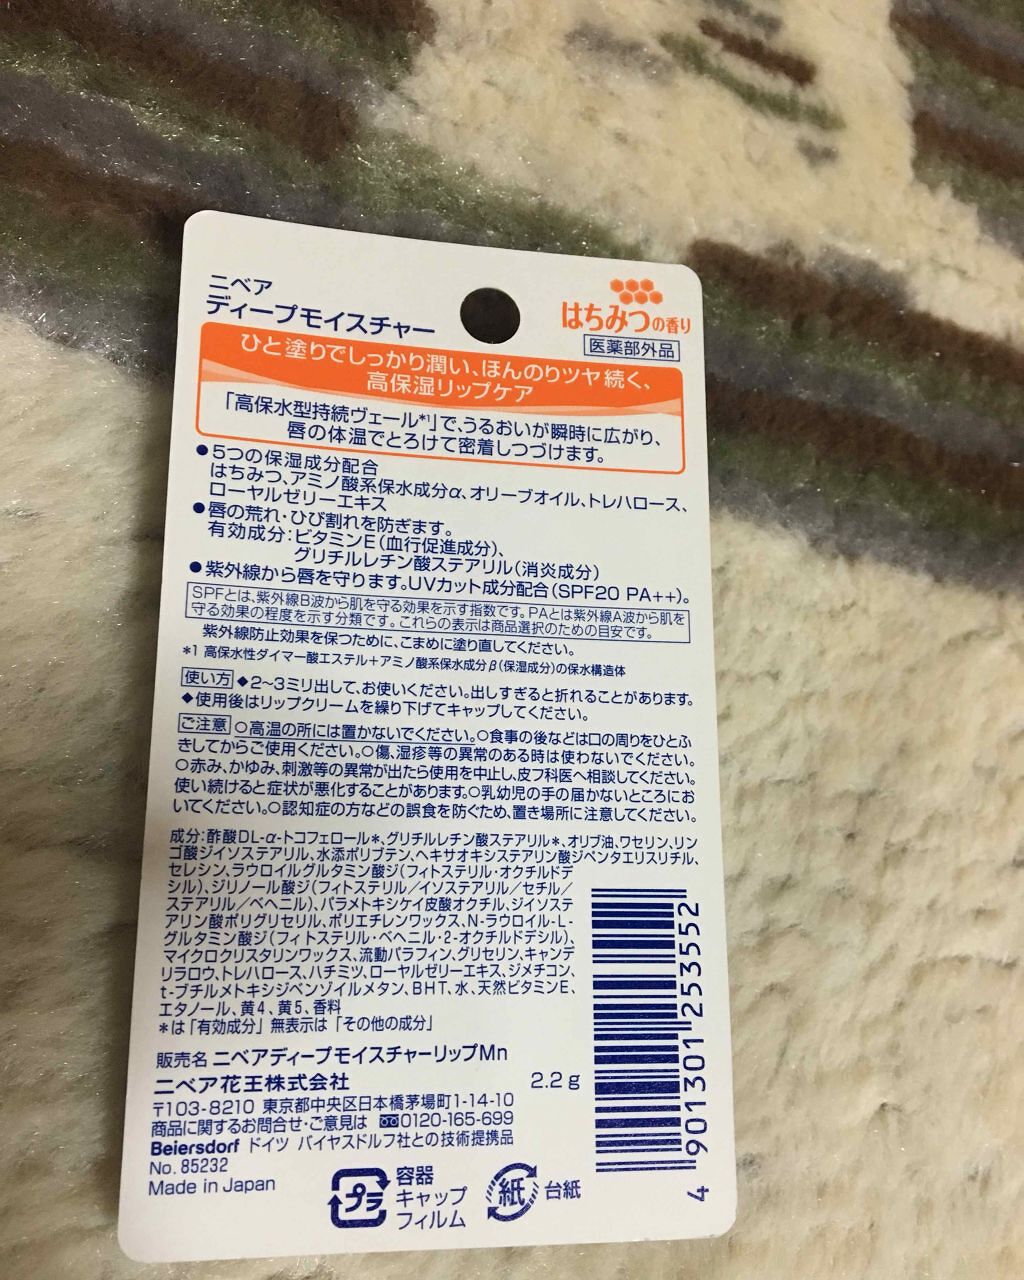 ニベア
ディープモイスチャー
はちみつの香り
医薬部外品
ひと塗りでしっかり潤い、ほんのりツヤ続く、
高保湿リップケア
「高保水型持続ヴェール*1」で、うるおいが瞬時に広がり、
唇の体温でとろけて密着しつづけます。
●5つの保湿成分配合
はちみつ、アミノ酸系保水成分α、オリーブオイル、トレハロース、
ローヤルゼリーエキス
●唇の荒れ・ひび割れを防ぎます。
有効成分：ビタミンE（血行促進成分）、
グリチルレチン酸ステアリル（消炎成分）
●紫外線から唇を守ります。UVカット成分配合（SPF20 PA++）。
SPFとは、紫外線B波から肌を守る効果を示す指数です。PAとは紫外線A波から肌を
守る効果の程度を示す分類です。これらの表示は商品選択のための目安です。
紫外線防止効果を保つために、こまめに塗り直してください。
*1 高保水性ダイマー酸エステル＋アミノ酸系保水成分β（保湿成分）の保水構造体
使い方 ◆2〜3ミリ出して、お使いください。出しすぎると折れることがあります。
◆使用後はリップクリームを繰り下げてキャップしてください。
ご注意 ○高温の所には置かないでください。○食事の後などは口の周りをひとふ
きしてからご使用ください。○傷、湿疹等の異常のある時は使わないでください。
○赤み、かゆみ、刺激等の異常が出たら使用を中止し、皮フ科医へ相談してください。
使い続けると症状が悪化することがあります。○乳幼児の手の届かないところにお
いてください。○認知症の方などの誤食を防ぐため、置き場所に注意してください。
成分：酢酸DL-α-トコフェロール*、グリチルレチン酸ステアリル*、オリブ油、ワセリン、リン
ゴ酸ジイソステアリル、水添ポリブテン、ヘキサオキシステアリン酸ジペンタエリスリチル、
セレシン、ラウロイルグルタミン酸ジ（フィトステリル・オクチルドデ
シル）、ジリノール酸ジ（フィトステリル／イソステアリル／セチル／
ステアリル／ベヘニル）、パラメトキシケイ皮酸オクチル、ジイソステ
アリン酸ポリグリセリル、ポリエチレンワックス、N-ラウロイル-L-
グルタミン酸ジ（フィトステリル・ベヘニル・2-オクチルドデシル）、
マイクロクリスタリンワックス、流動パラフィン、グリセリン、キャンデ
リラロウ、トレハロース、ハチミツ、ローヤルゼリーエキス、ジメチコン、
t-ブチルメトキシジベンゾイルメタン、BHT、水、天然ビタミンE、
エタノール、黄4、黄5、香料
*は「有効成分」無表示は「その他の成分」
販売名 ニベアディープモイスチャーリップMn
ニベア花王株式会社 2.2g
〒103-8210 東京都中央区日本橋茅場町1-14-10
商品に関するお問合せ・ご意見は 0120-165-699
Beiersdorf ドイツ バイヤスドルフ社との技術提携品
No.85232
Made in Japan
プラ
容器
キャップ
フィルム
紙
台紙
4 901301 253552